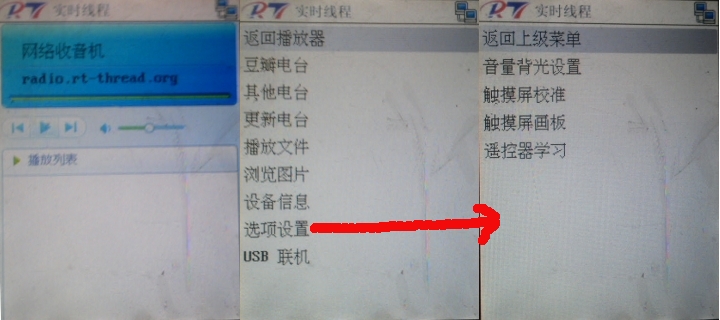 RT 实时线程
网络收音机
radio.rt-thread.org
播放列表
RT 实时线程
返回播放器
豆瓣电台
其他电台
更新电台
播放文件
浏览图片
设备信息
选项设置
USB 联机
RT 实时线程
返回上级菜单
音量背光设置
触摸屏校准
触摸屏画板
遥控器学习